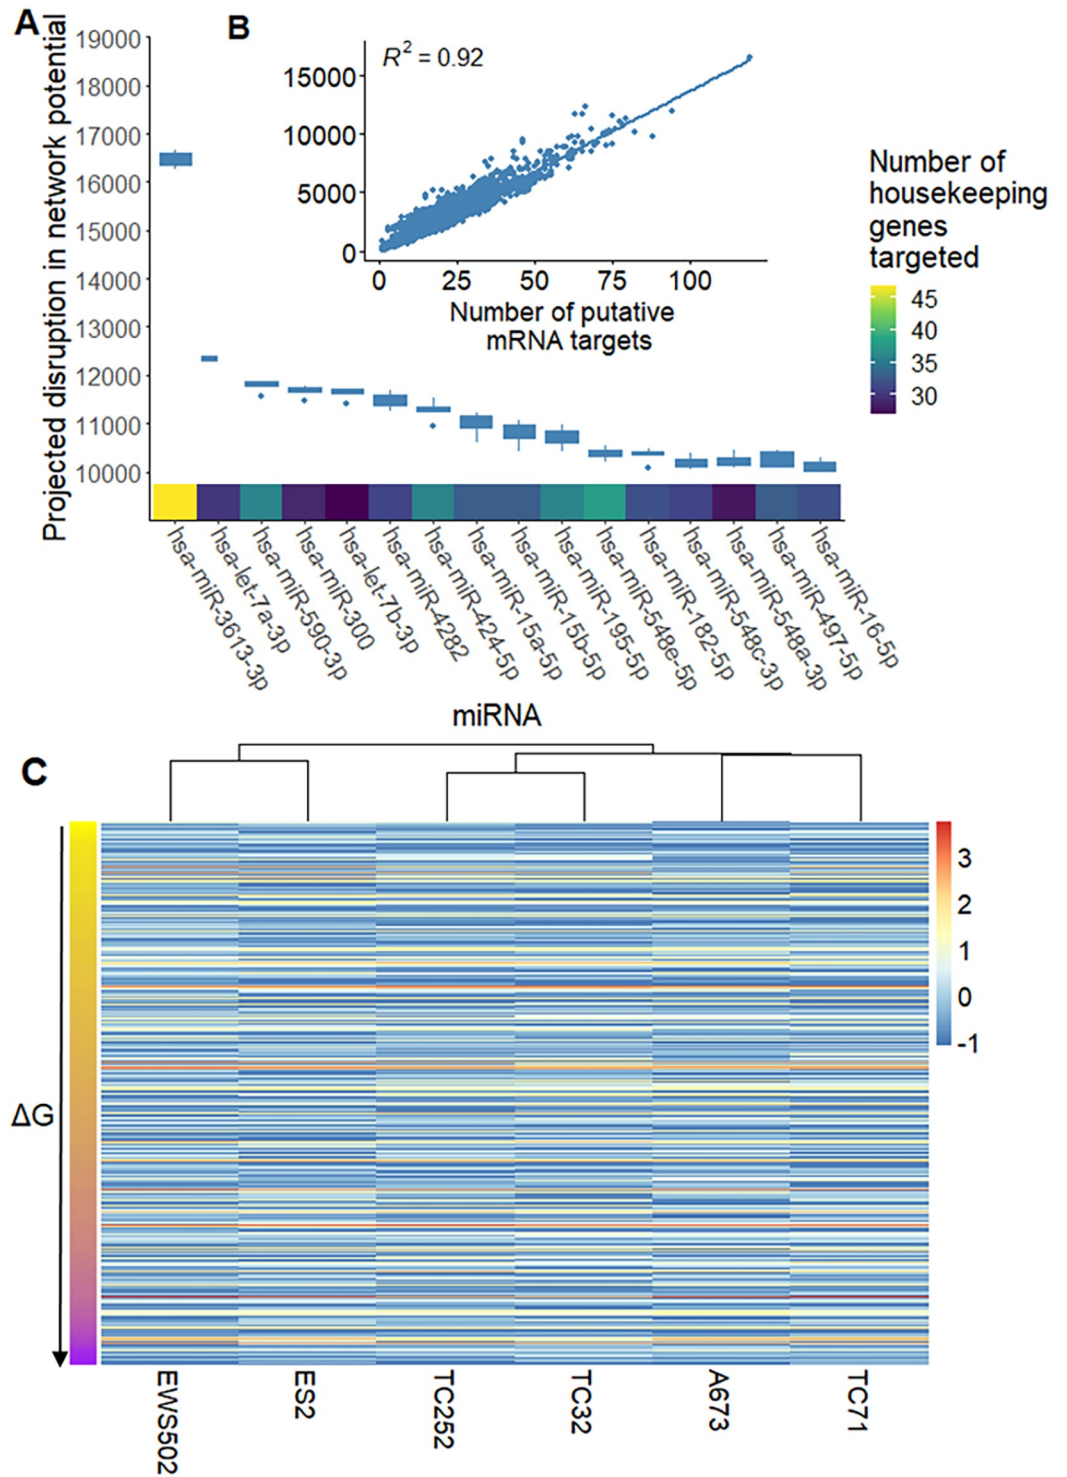 A
B
Projected disruption in network potential
19000
18000
17000
16000
15000
14000
13000
12000
11000
10000
R² = 0.92
15000
10000
5000
0
0 25 50 75 100
Number of putative
mRNA targets
Number of
housekeeping
genes
targeted
45
40
35
30
hsa-miR-3613-3p
hsa-let-7a-3p
hsa-miR-590-3p
hsa-miR-300
hsa-let-7b-3p
hsa-miR-4282
hsa-miR-424-5p
hsa-miR-15a-5p
hsa-miR-15b-5p
hsa-miR-195-5p
hsa-miR-548e-5p
hsa-miR-182-5p
hsa-miR-548c-3p
hsa-miR-548a-3p
hsa-miR-497-5p
hsa-miR-16-5p
miRNA
C
ΔG
3
2
1
0
-1
EWS502
ES2
TC252
TC32
A673
TC71